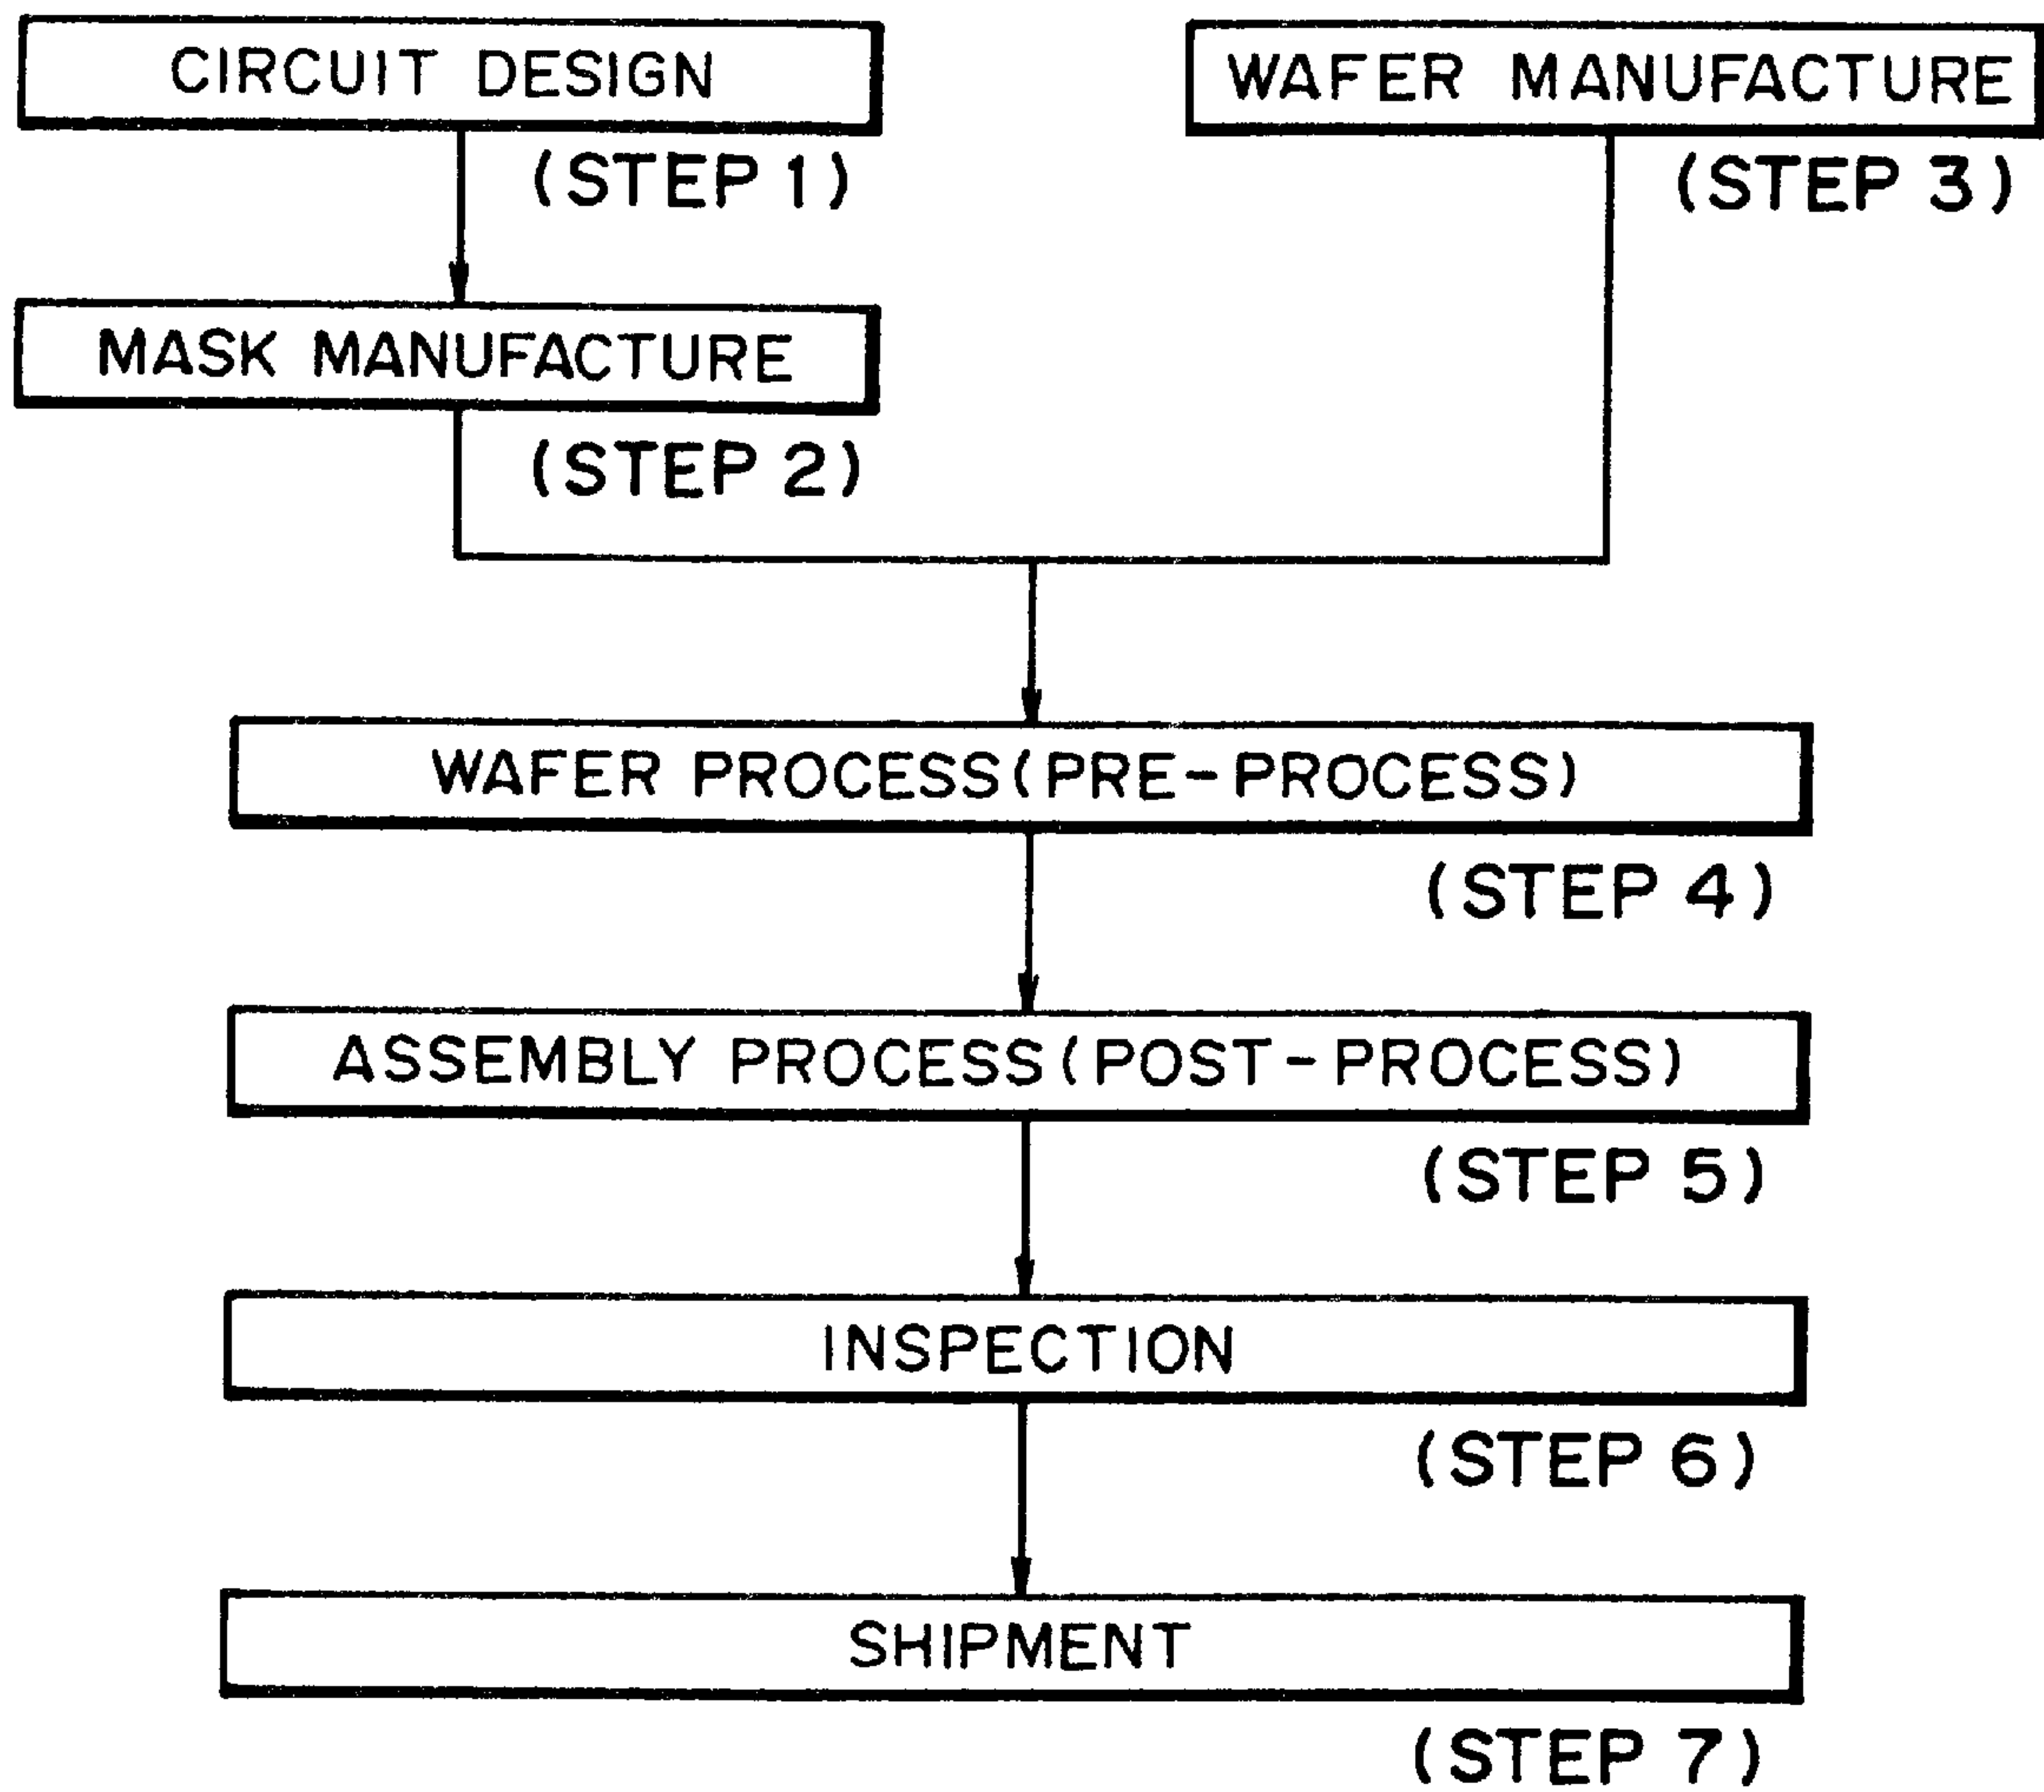 CIRCUIT DESIGN
(STEP 1)
MASK MANUFACTURE
(STEP 2)
WAFER MANUFACTURE
(STEP 3)
WAFER PROCESS(PRE-PROCESS)
(STEP 4)
ASSEMBLY PROCESS(POST-PROCESS)
(STEP 5)
INSPECTION
(STEP 6)
SHIPMENT
(STEP 7)